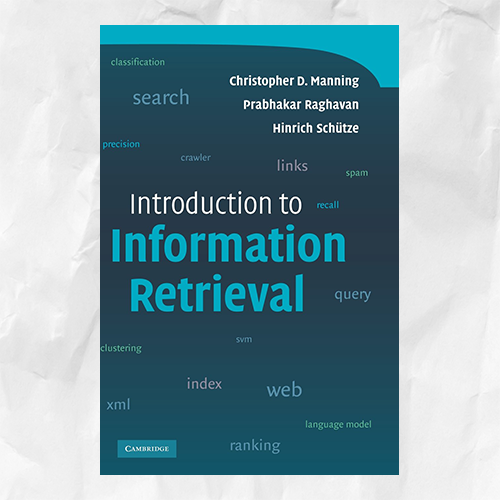 classification
Christopher D. Manning
search
Prabhakar Raghavan
Hinrich Schütze
precision
crawler
links
spam
Introduction to
recall
Information
Retrieval
query
svm
clustering
index
web
xml
language model
ranking
CAMBRIDGE